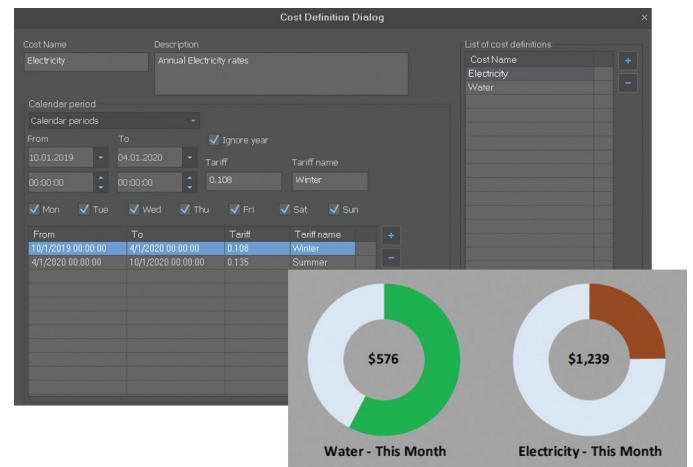 Cost Definition Dialog ×
Cost Name Description
Electricity Annual Electricity rates
Calendar period
Calendar periods
From To Ignore year
10.01.2019 04.01.2020 Tariff Tariff name
00:00:00 00:00:00 0.108 Winter
Mon Tue Wed Thu Fri Sat Sun
From To Tariff Tariff name +
10/1/2019 00:00:00 4/1/2020 00:00:00 0.108 Winter
4/1/2020 00:00:00 10/1/2020 00:00:00 0.135 Summer −
List of cost definitions
Cost Name +
Electricity
Water −
$576 $1,239
Water - This Month Electricity - This Month